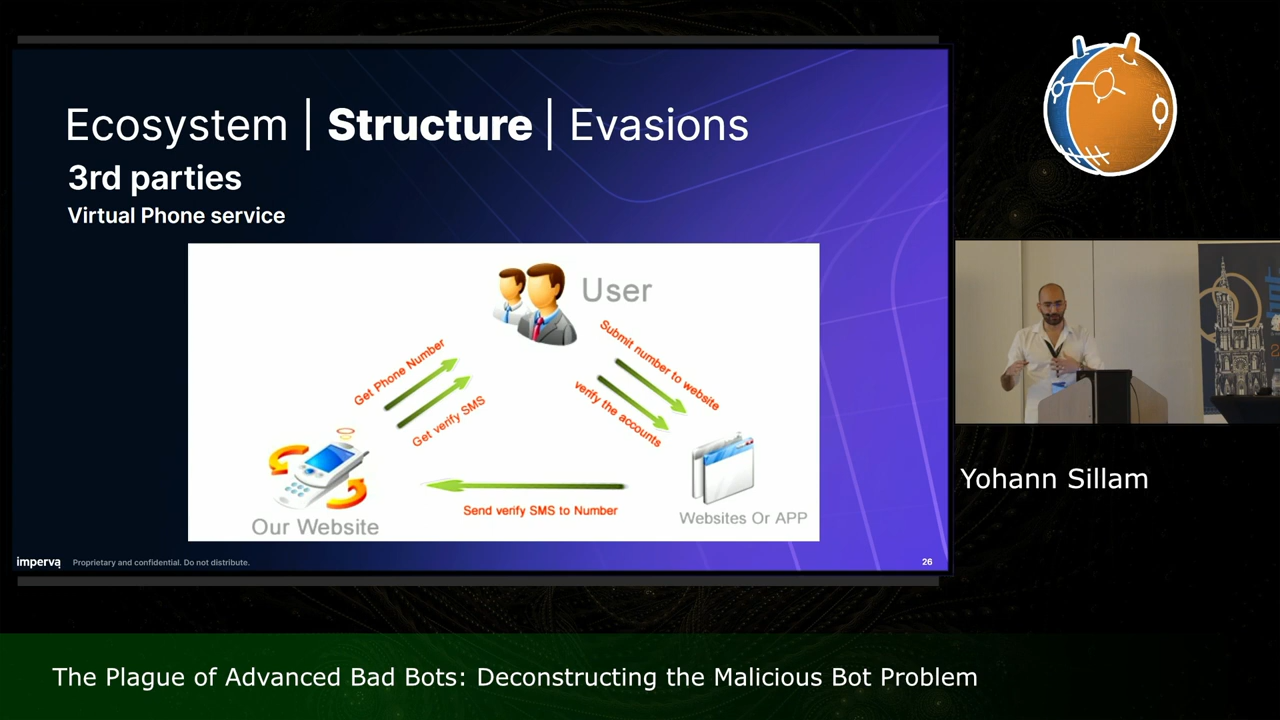 Ecosystem | Structure | Evasions
3rd parties
Virtual Phone service
User
Get Phone Number
Get verify SMS
Submit number to website
verify the accounts
Send verify SMS to Number
Our Website
Websites Or APP
imperva
Proprietary and confidential. Do not distribute.
26
Yohann Sillam
The Plague of Advanced Bad Bots: Deconstructing the Malicious Bot Problem